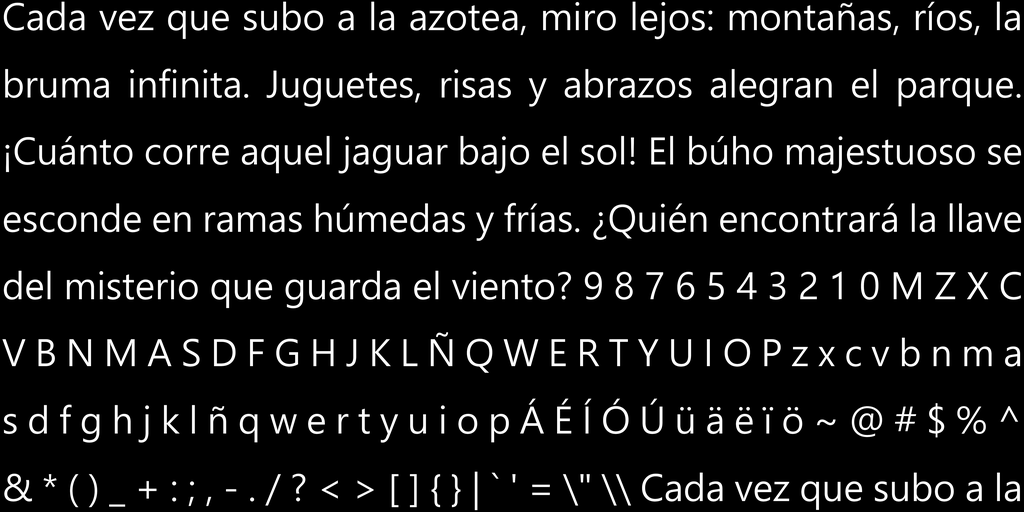 Cada vez que subo a la azotea, miro lejos: montañas, ríos, la
bruma infinita. Juguetes, risas y abrazos alegran el parque.
¡Cuánto corre aquel jaguar bajo el sol! El búho majestuoso se
esconde en ramas húmedas y frías. ¿Quién encontrará la llave
del misterio que guarda el viento? 9 8 7 6 5 4 3 2 1 0 M Z X C
V B N M A S D F G H J K L Ñ Q W E R T Y U I O P z x c v b n m a
s d f g h j k l ñ q w e r t y u i o p Á É Í Ó Ú ü ä ë ï ö ~ @ # $ % ^
& * ( ) _ + : ; , - . / ? < > [ ] { } | ` ' = \" \\ Cada vez que subo a la